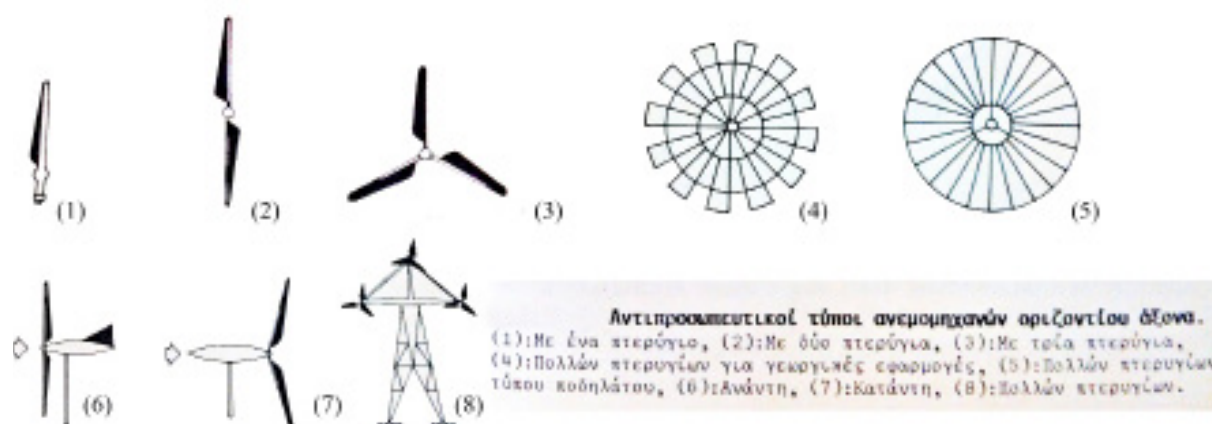 (1)
(2)
(3)
(4)
(5)
(6)
(7)
(8)
Αντιπροσωπευτικοί τύποι ανεμομηχανών οριζοντίου άξονα.
(1):Με ένα πτερύγιο, (2):Με δύο πτερύγια, (3):Με τρία πτερύγια,
(4):Πολλών πτερυγίων για γεωργικές εφαρμογές, (5):Πολλών πτερυγίων
τύπου ποδηλάτου, (6):Ανάντη, (7):Κατάντη, (8):Πολλών πτερυγίων.